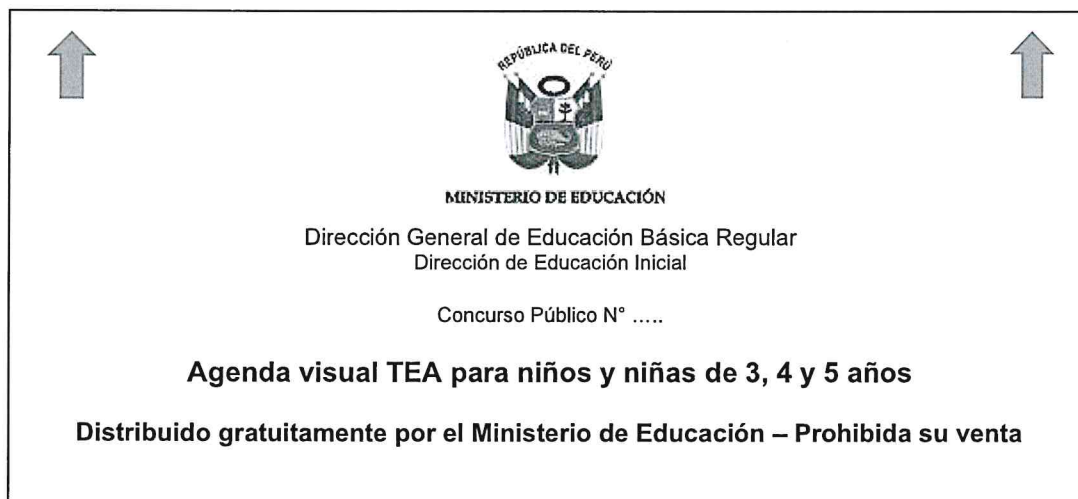 REPÚBLICA DEL PERÚ
MINISTERIO DE EDUCACIÓN
Dirección General de Educación Básica Regular
Dirección de Educación Inicial
Concurso Público N° .....
Agenda visual TEA para niños y niñas de 3, 4 y 5 años
Distribuido gratuitamente por el Ministerio de Educación – Prohibida su venta